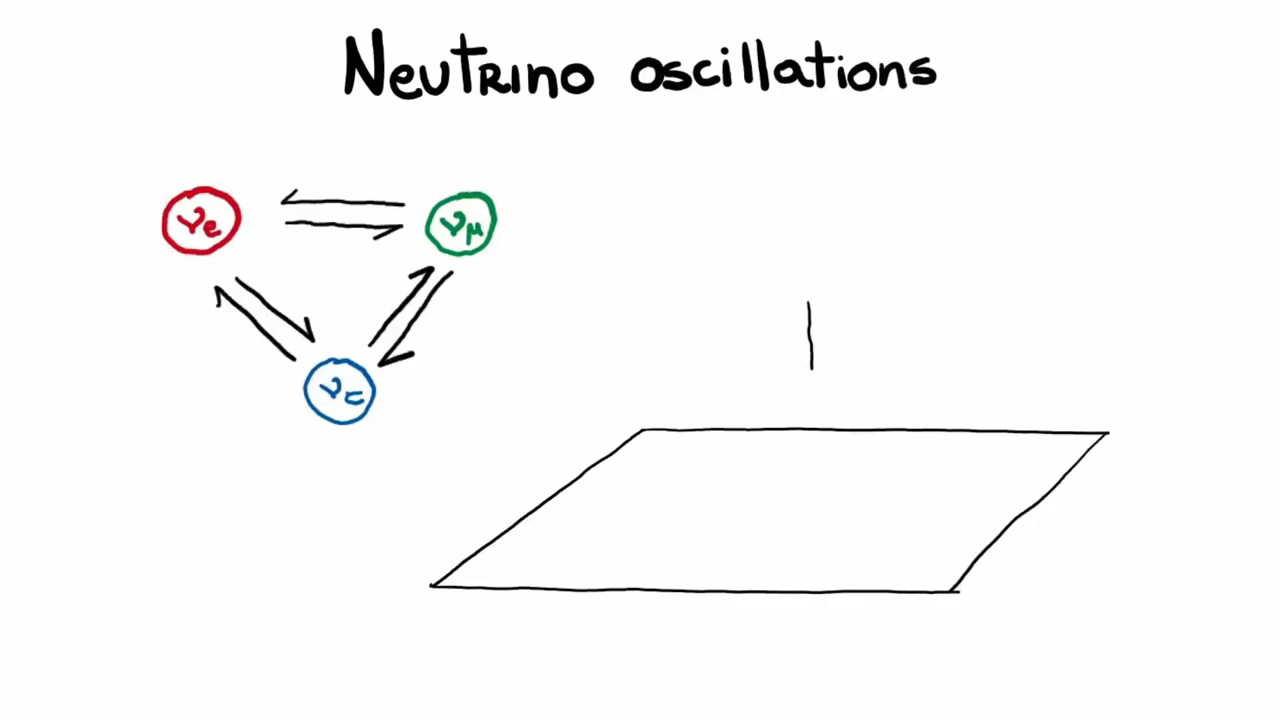 Neutrino oscillations
νe νμ
ντ